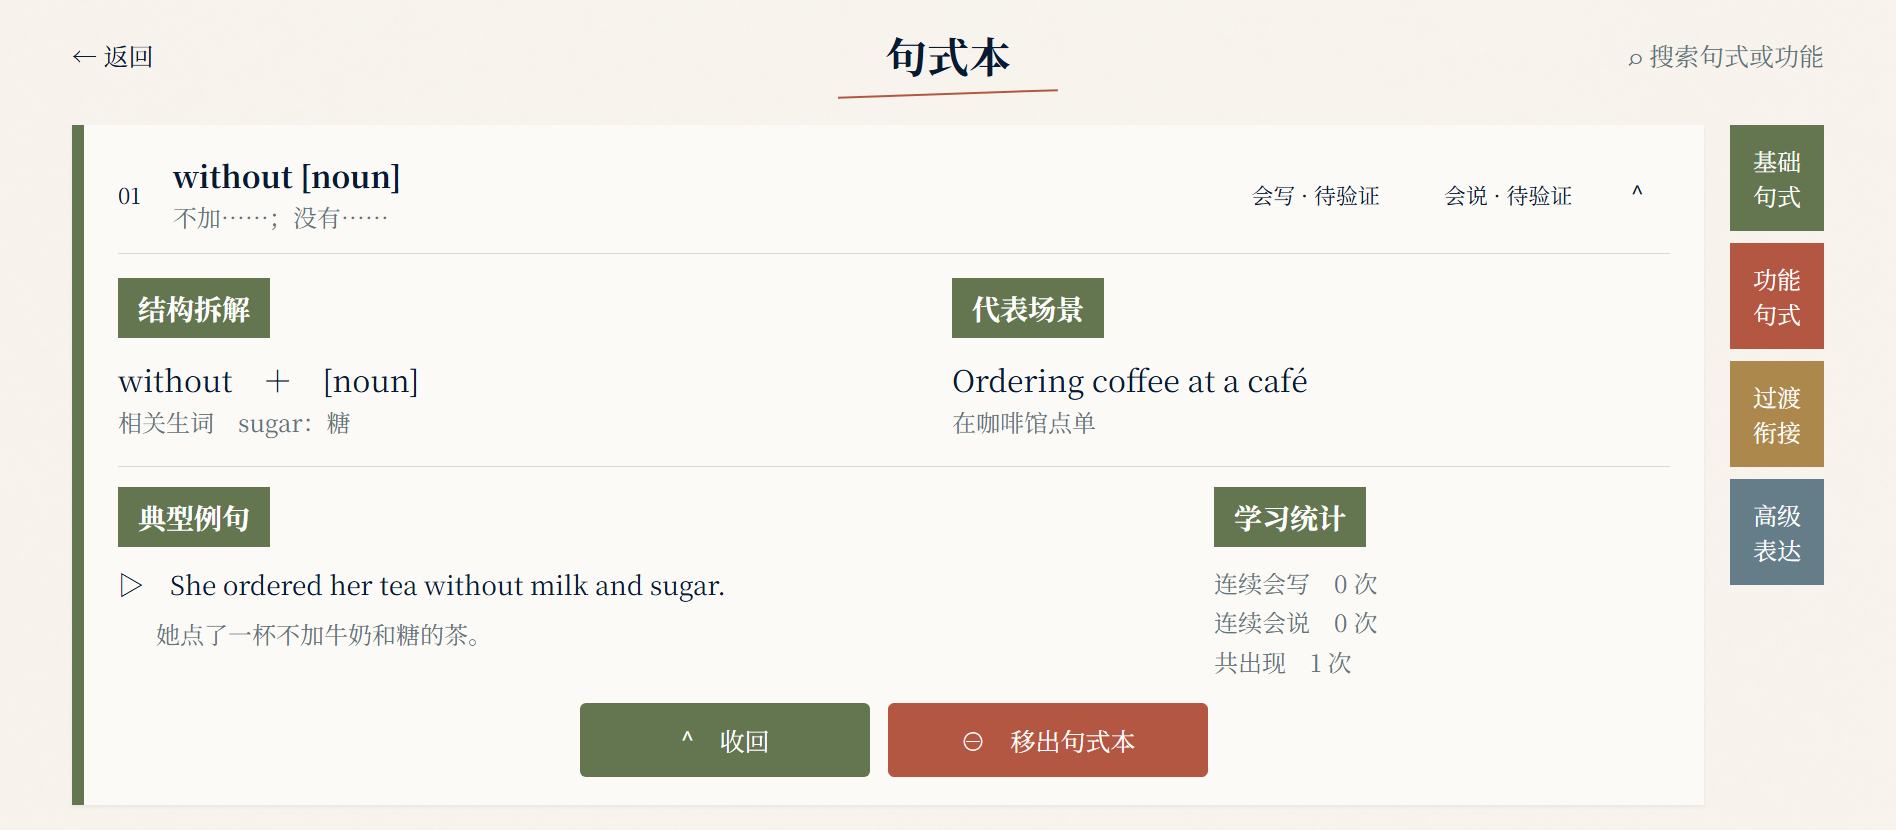 ← 返回
句式本
搜索句式或功能
01
without [noun]
不加……；没有……
会写 · 待验证
会说 · 待验证
^
结构拆解
without + [noun]
相关生词 sugar：糖
代表场景
Ordering coffee at a café
在咖啡馆点单
典型例句
▷ She ordered her tea without milk and sugar.
她点了一杯不加牛奶和糖的茶。
学习统计
连续会写 0 次
连续会说 0 次
共出现 1 次
^ 收回
⊖ 移出句式本
基础
句式
功能
句式
过渡
衔接
高级
表达